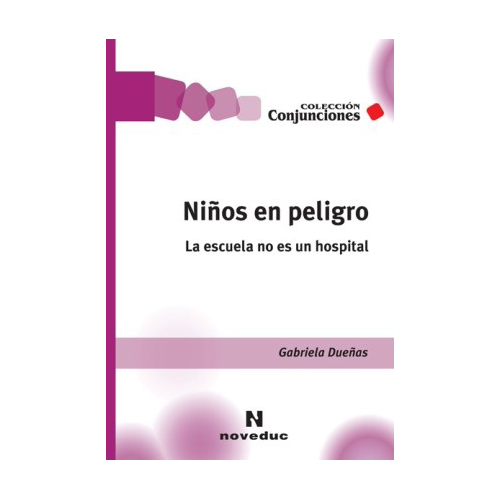 COLECCIÓN
Conjunciones
Niños en peligro
La escuela no es un hospital
Gabriela Dueñas
N
noveduc